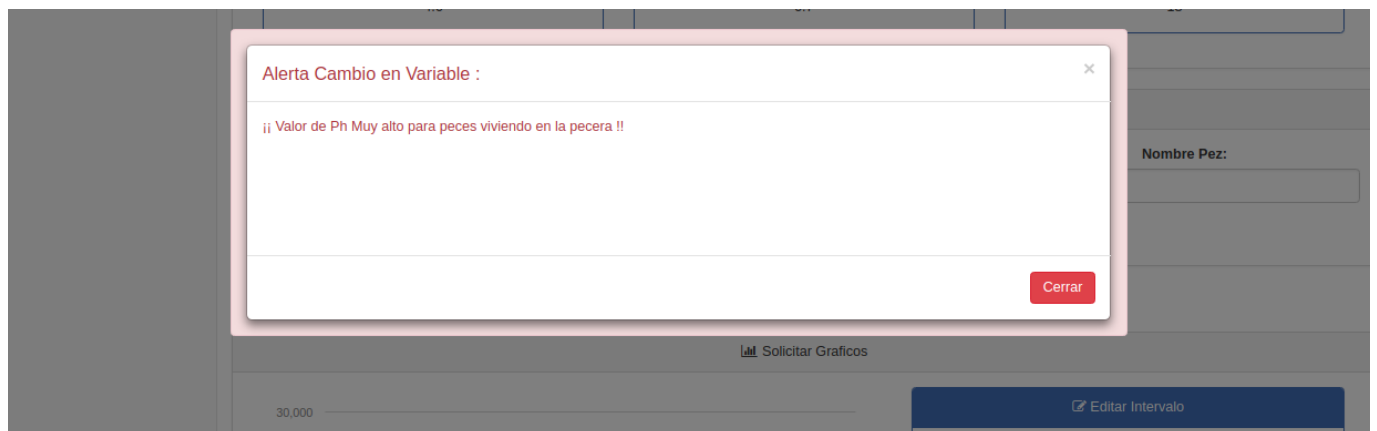 Alerta Cambio en Variable :
×
¡¡ Valor de Ph Muy alto para peces viviendo en la pecera !!
Nombre Pez:
Cerrar
Solicitar Graficos
30,000
Editar Intervalo